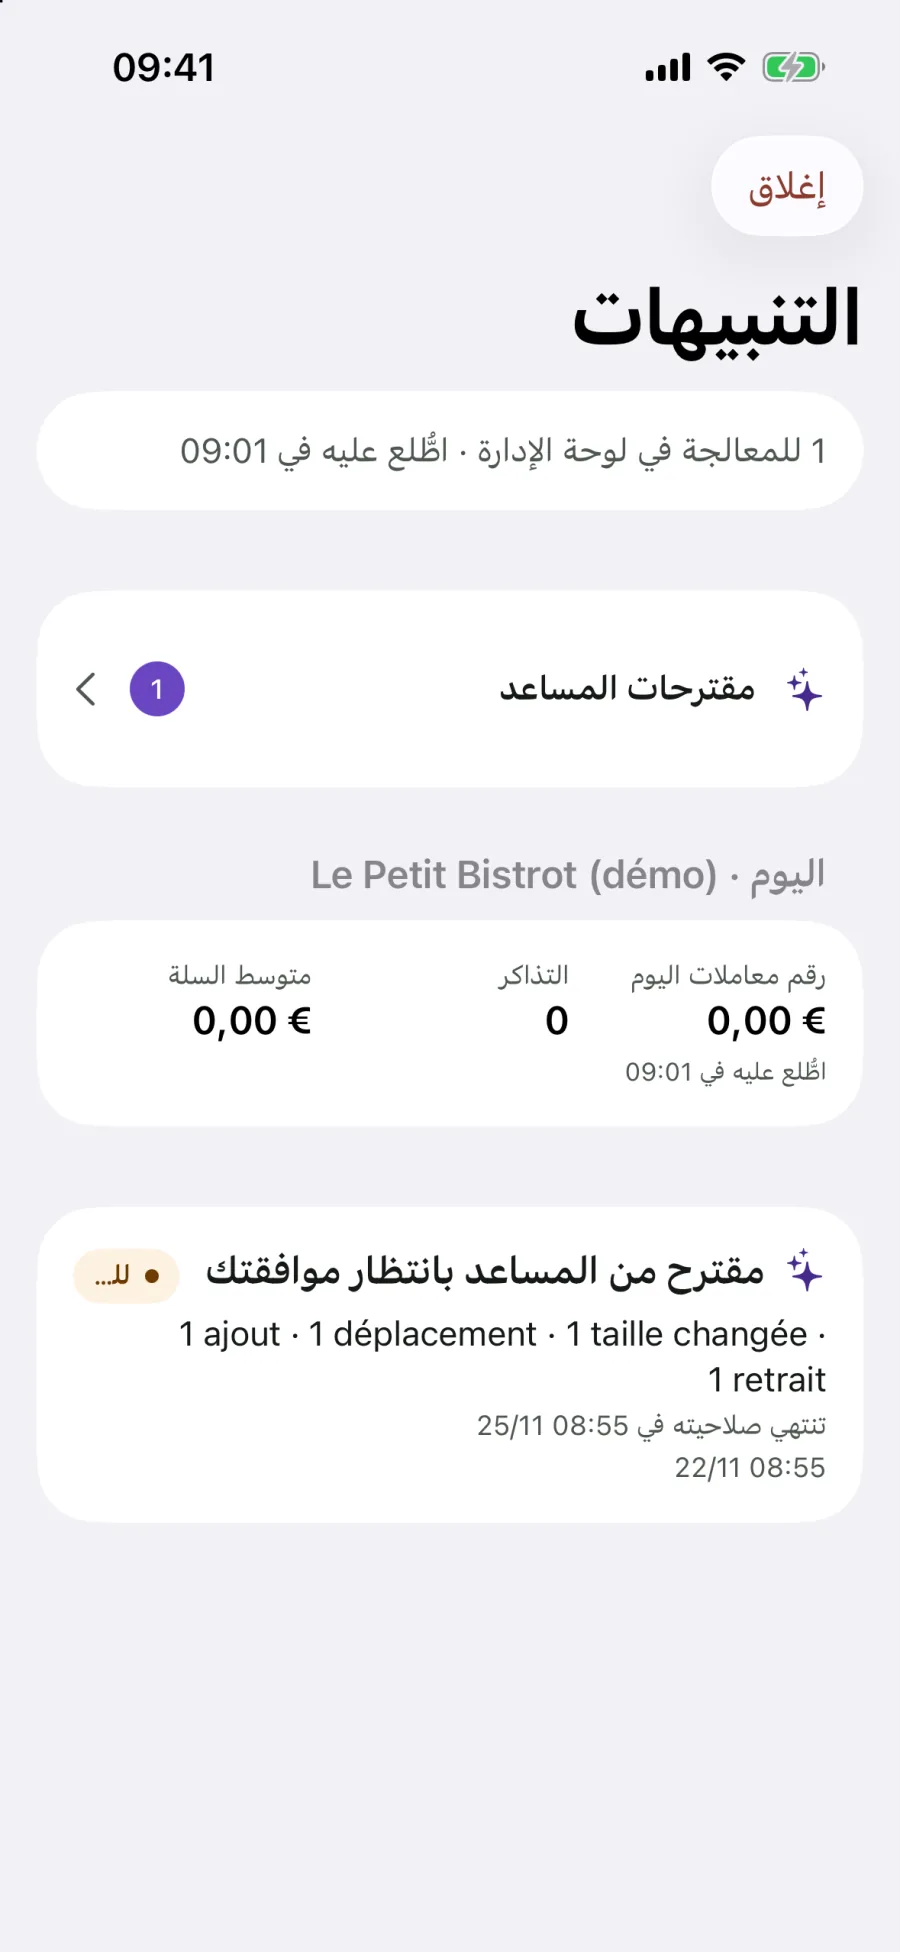 09:41
إغلاق
التنبيهات
1 للمعالجة في لوحة الإدارة · اطُّلع عليه في 09:01
مقترحات المساعد
1
اليوم · Le Petit Bistrot (démo)
رقم معاملات اليوم
0,00 €
اطُّلع عليه في 09:01
التذاكر
0
متوسط السلة
0,00 €
مقترح من المساعد بانتظار موافقتك
للـ...
1 ajout · 1 déplacement · 1 taille changée ·
1 retrait
تنتهي صلاحيته في 25/11 08:55
22/11 08:55